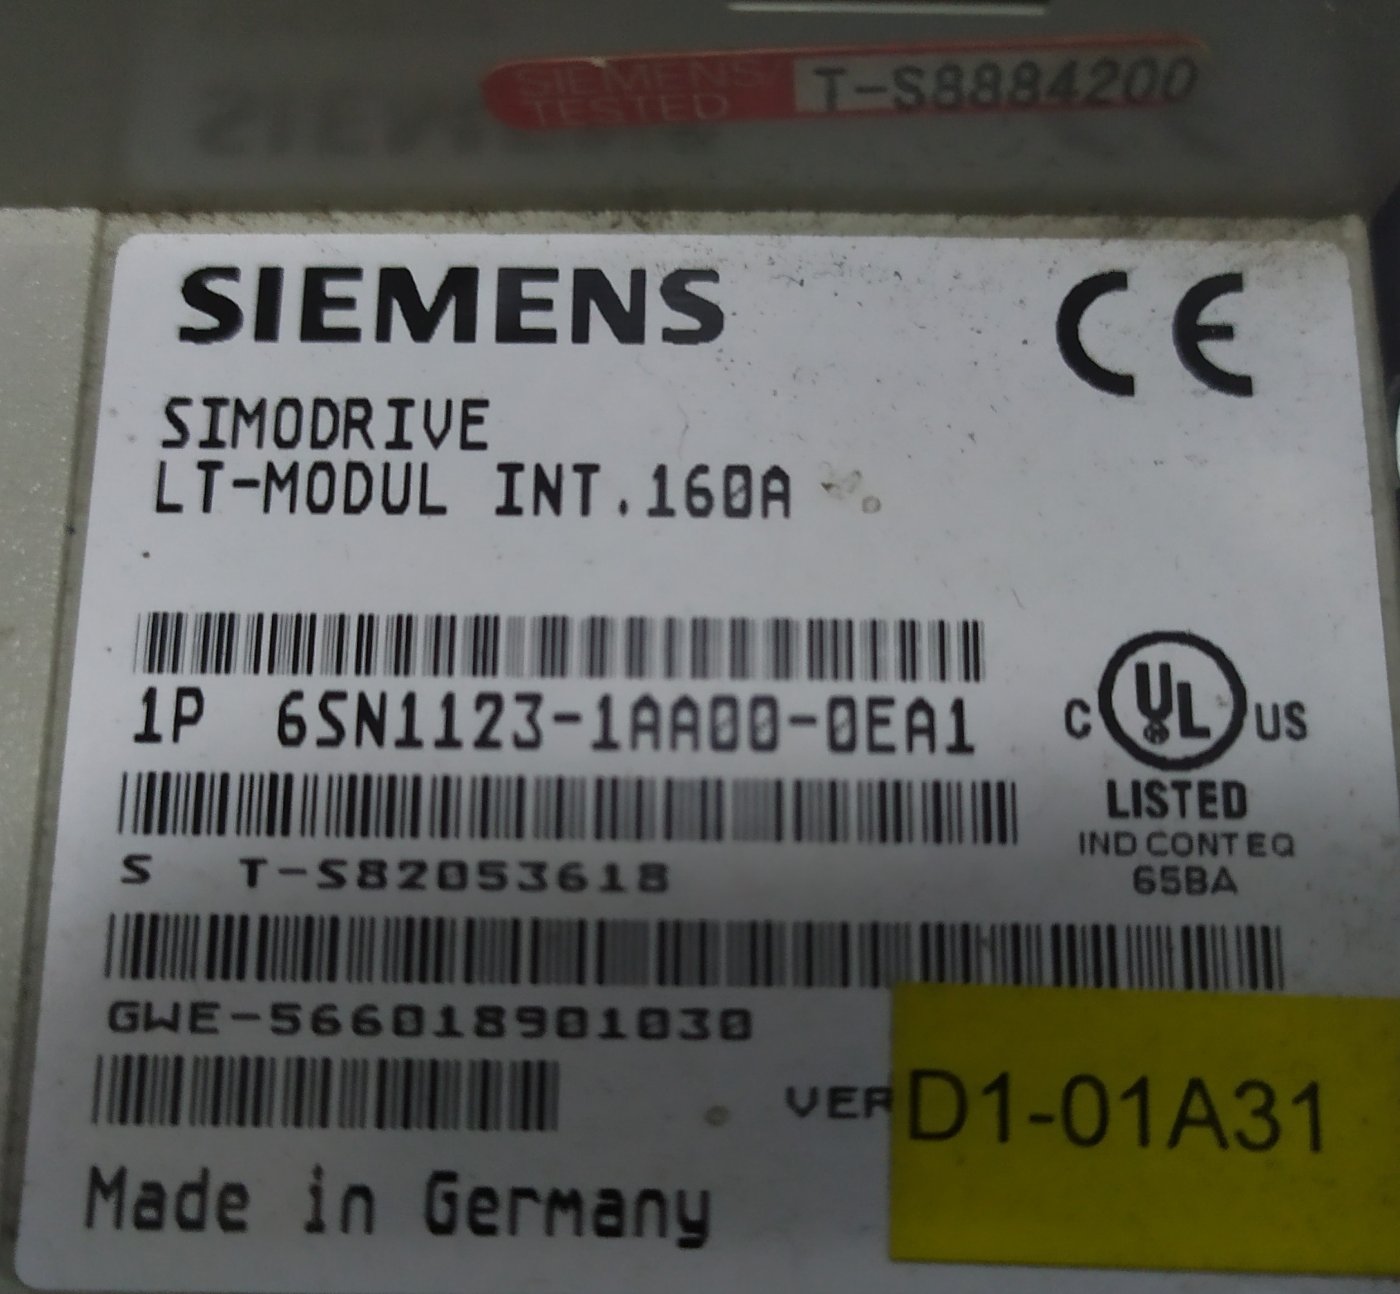 SIEMENS
TESTED
T-S8884200
SIEMENS
CE
SIMODRIVE
LT-MODUL INT.160A
1P 6SN1123-1AA00-0EA1
C UL US
LISTED
IND CONT EQ
65BA
S T-S82053618
GWE-566018901030
VER D1-01A31
Made in Germany